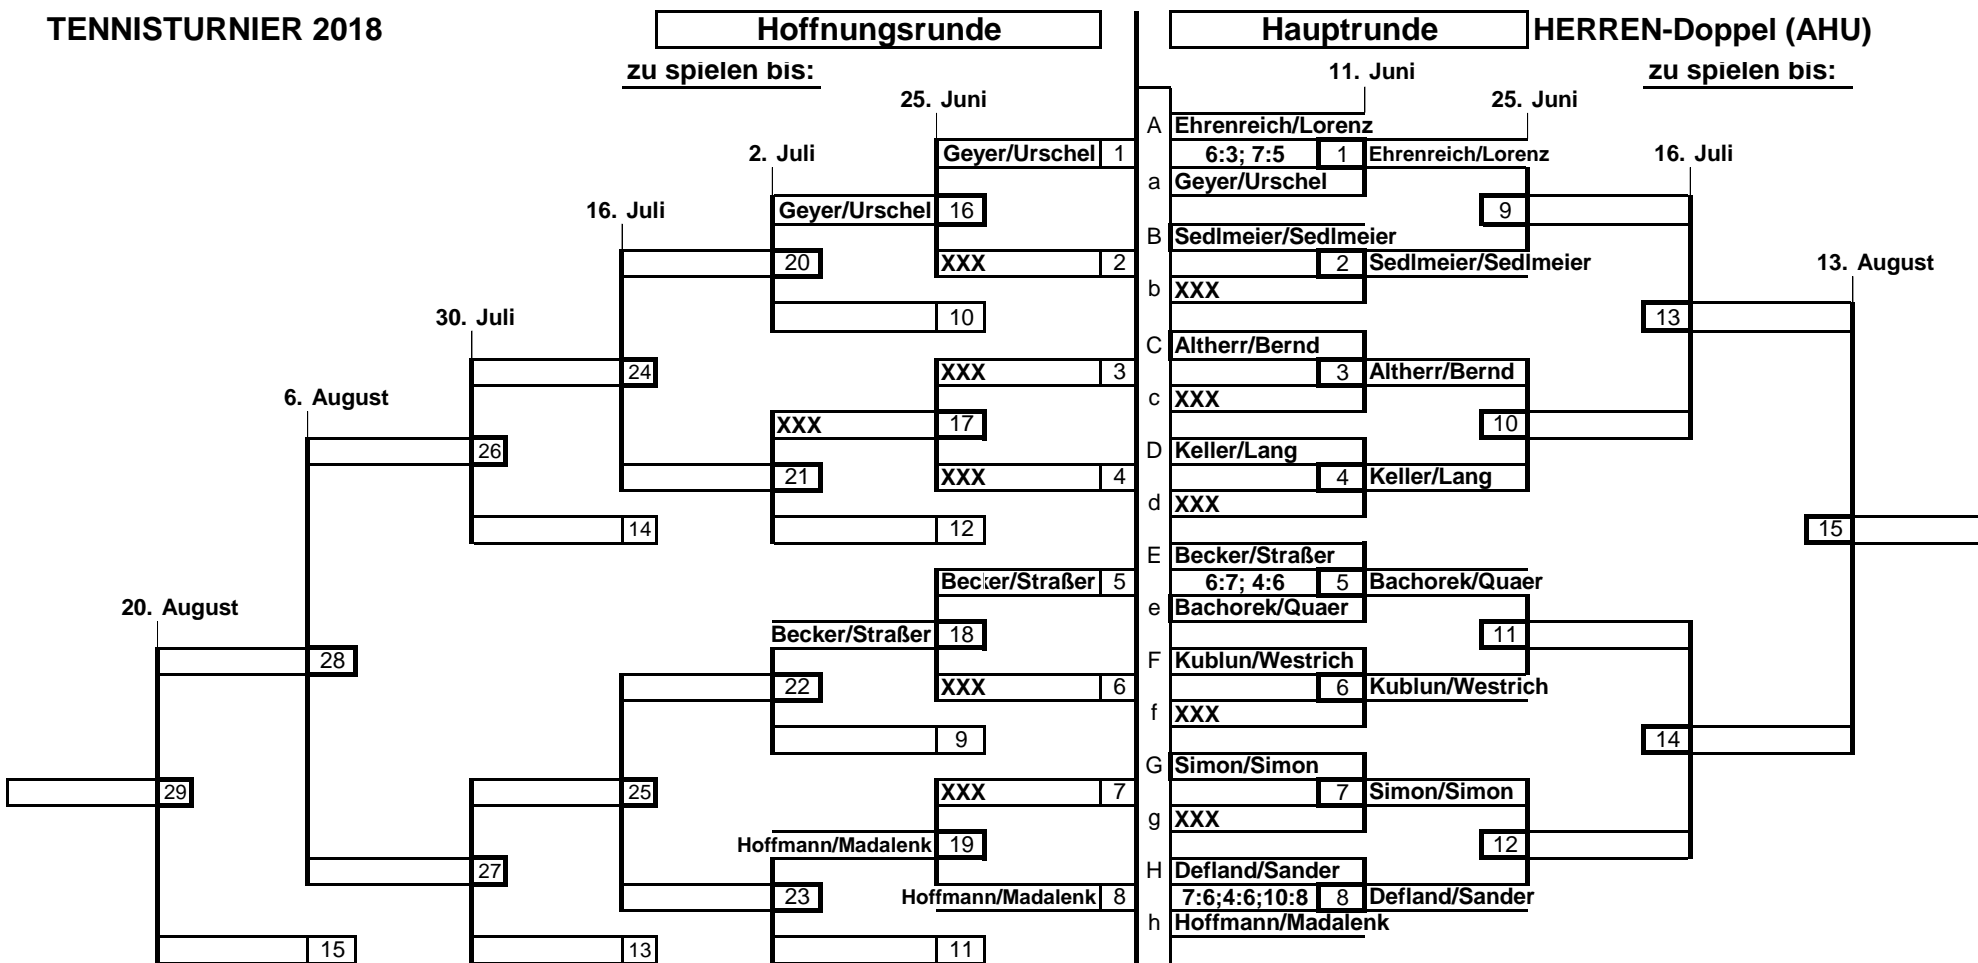 TENNISTURNIER 2018 Hoffnungsrunde Hauptrunde HERREN-Doppel (AHU)
zu spielen bis: 11. Juni zu spielen bis:
25. Juni 25. Juni
A Ehrenreich/Lorenz
2. Juli Geyer/Urschel 1 6:3; 7:5 1 Ehrenreich/Lorenz 16. Juli
a Geyer/Urschel
16. Juli Geyer/Urschel 16 9
B Sedlmeier/Sedlmeier
20 XXX 2 2 Sedlmeier/Sedlmeier 13. August
b XXX
30. Juli 10 13
C Altherr/Bernd
24 XXX 3 3 Altherr/Bernd
6. August c XXX
XXX 17 10
26 D Keller/Lang
21 XXX 4 4 Keller/Lang
d XXX
14 12 15
E Becker/Straßer
Becker/Straßer 5 6:7; 4:6 5 Bachorek/Quaer
20. August e Bachorek/Quaer
Becker/Straßer 18 11
28 F Kublun/Westrich
22 XXX 6 6 Kublun/Westrich
f XXX
9 14
G Simon/Simon
29 25 XXX 7 7 Simon/Simon
g XXX
Hoffmann/Madalenk 19 12
27 H Defland/Sander
23 Hoffmann/Madalenk 8 7:6;4:6;10:8 8 Defland/Sander
h Hoffmann/Madalenk
15 13 11